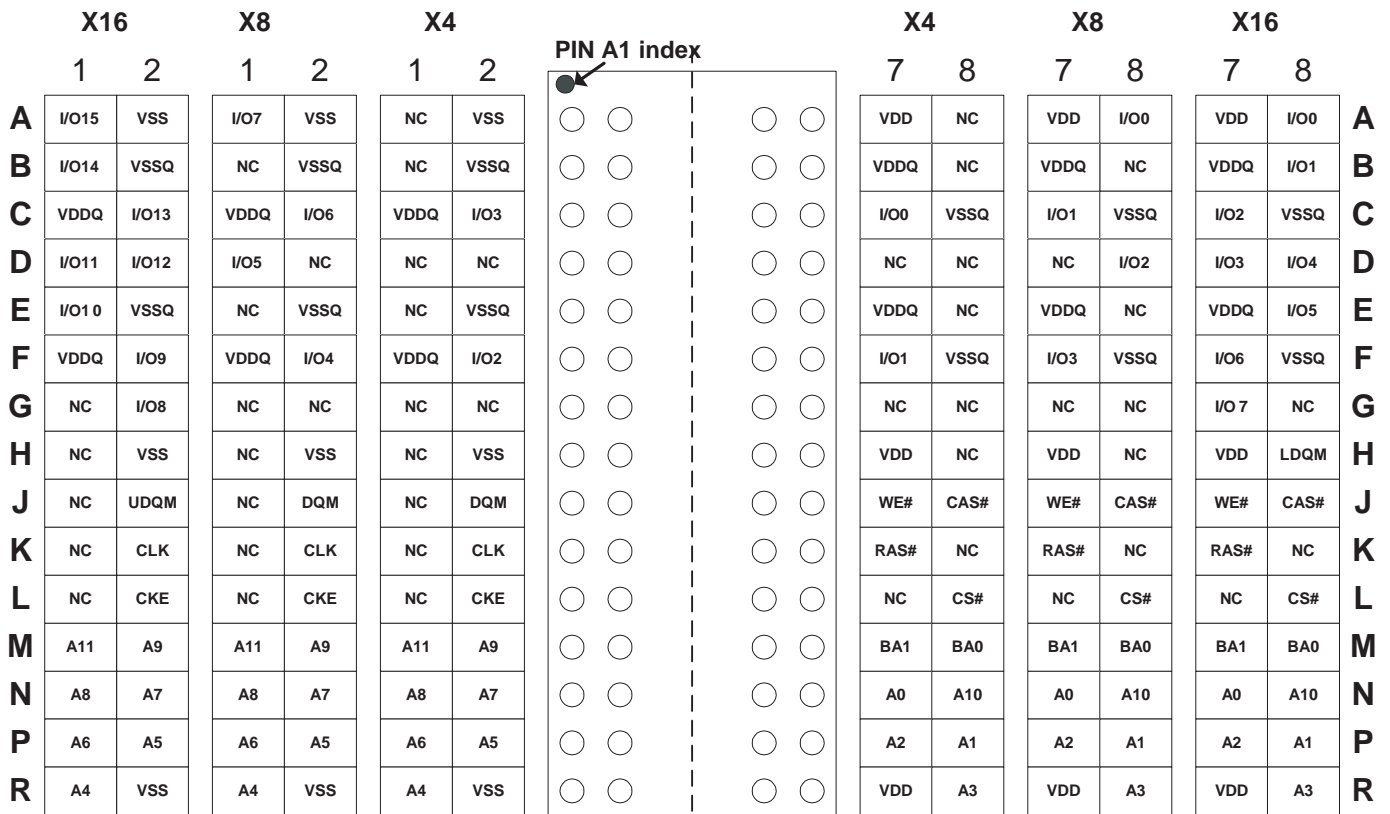 X16 X8 X4 X4 X8 X16
PIN A1 index
1 2 1 2 1 2 7 8 7 8 7 8
A I/O15 VSS I/O7 VSS NC VSS VDD NC VDD I/O0 VDD I/O0 A
B I/O14 VSSQ NC VSSQ NC VSSQ VDDQ NC VDDQ NC VDDQ I/O1 B
C VDDQ I/O13 VDDQ I/O6 VDDQ I/O3 I/O0 VSSQ I/O1 VSSQ I/O2 VSSQ C
D I/O11 I/O12 I/O5 NC NC NC NC NC NC I/O2 I/O3 I/O4 D
E I/O10 VSSQ NC VSSQ NC VSSQ VDDQ NC VDDQ NC VDDQ I/O5 E
F VDDQ I/O9 VDDQ I/O4 VDDQ I/O2 I/O1 VSSQ I/O3 VSSQ I/O6 VSSQ F
G NC I/O8 NC NC NC NC NC NC NC NC I/O 7 NC G
H NC VSS NC VSS NC VSS VDD NC VDD NC VDD LDQM H
J NC UDQM NC DQM NC DQM WE# CAS# WE# CAS# WE# CAS# J
K NC CLK NC CLK NC CLK RAS# NC RAS# NC RAS# NC K
L NC CKE NC CKE NC CKE NC CS# NC CS# NC CS# L
M A11 A9 A11 A9 A11 A9 BA1 BA0 BA1 BA0 BA1 BA0 M
N A8 A7 A8 A7 A8 A7 A0 A10 A0 A10 A0 A10 N
P A6 A5 A6 A5 A6 A5 A2 A1 A2 A1 A2 A1 P
R A4 VSS A4 VSS A4 VSS VDD A3 VDD A3 VDD A3 R